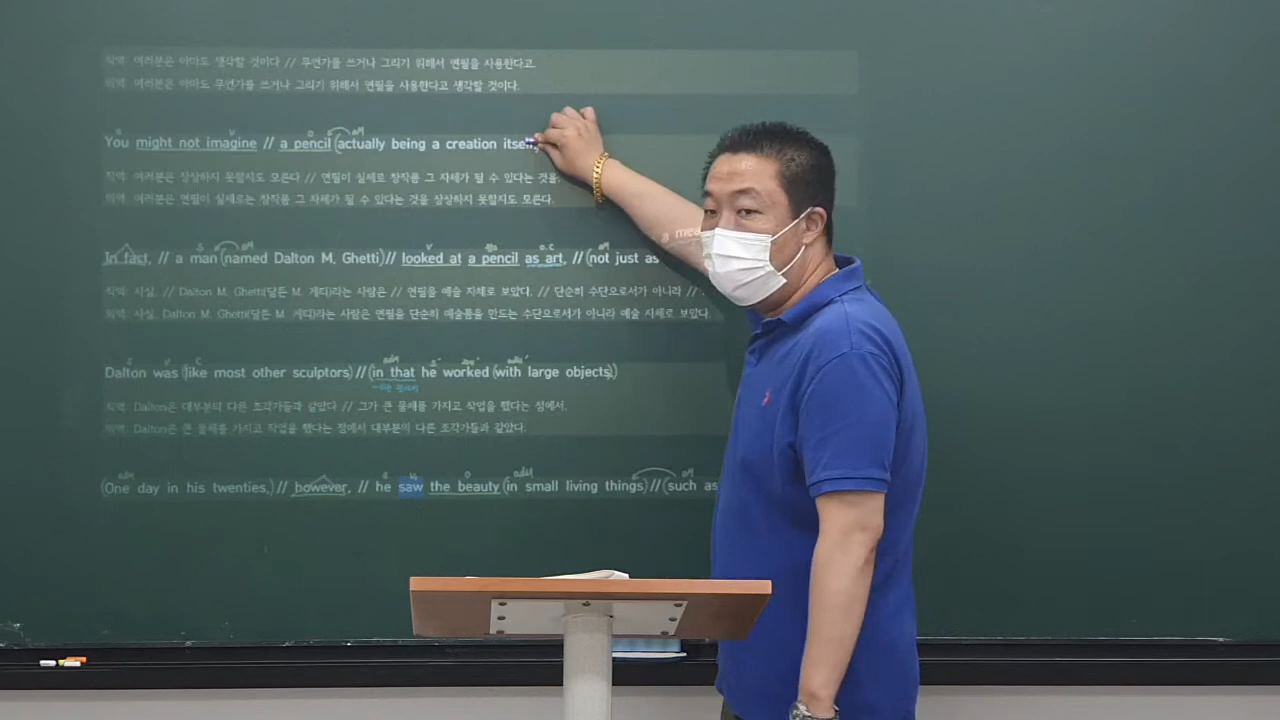 직역: 여러분은 아마도 생각할 것이다 // 무언가를 쓰거나 그리기 위해서 연필을 사용한다고.
의역: 여러분은 아마도 무언가를 쓰거나 그리기 위해서 연필을 사용한다고 생각할 것이다.
S V O adj
You might not imagine // a pencil (actually being a creation itself,
직역: 여러분은 상상하지 못할지도 모른다 // 연필이 실제로 창작품 그 자체가 될 수 있다는 것을.
의역: 여러분은 연필이 실제로는 창작품 그 자체가 될 수 있다는 것을 상상하지 못할지도 모른다.
a mea
In fact, // a man (named Dalton M. Ghetti) // looked at a pencil as art, // (not just as
직역: 사실, // Dalton M. Ghetti(달튼 M. 게티)라는 사람은 // 연필을 예술 자체로 보았다. // 단순히 수단으로서가 아니라 //
의역: 사실, Dalton M. Ghetti(달튼 M. 게티)라는 사람은 연필을 단순히 예술품을 만드는 수단으로서가 아니라 예술 자체로 보았다.
Dalton was (like most other sculptors) // (in that he worked (with large objects))
직역: Dalton은 대부분의 다른 조각가들과 같았다 // 그가 큰 물체를 가지고 작업을 했다는 점에서.
의역: Dalton은 큰 물체를 가지고 작업을 했다는 점에서 대부분의 다른 조각가들과 같았다.
(One day in his twenties,) // however, // he saw the beauty (in small living things) // (such as